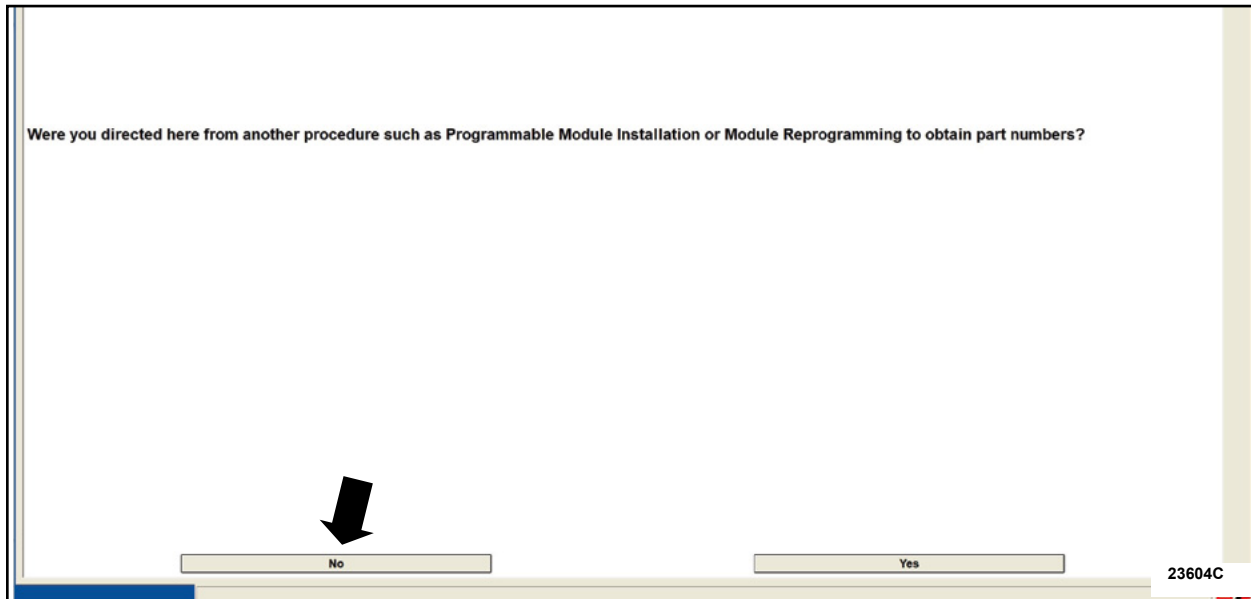 Were you directed here from another procedure such as Programmable Module Installation or Module Reprogramming to obtain part numbers?
No
Yes
23604C